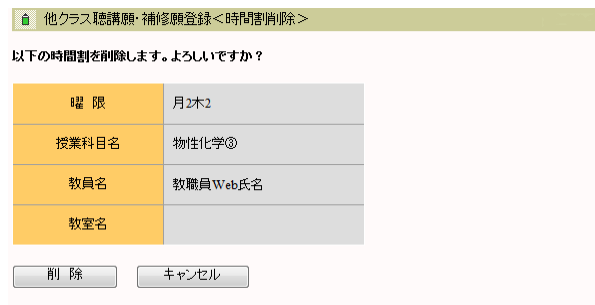 他クラス聴講願・補修願登録＜時間割削除＞
以下の時間割を削除します。よろしいですか？
曜 限 月2木2
授業科目名 物性化学③
教員名 教職員Web氏名
教室名
削 除 キャンセル